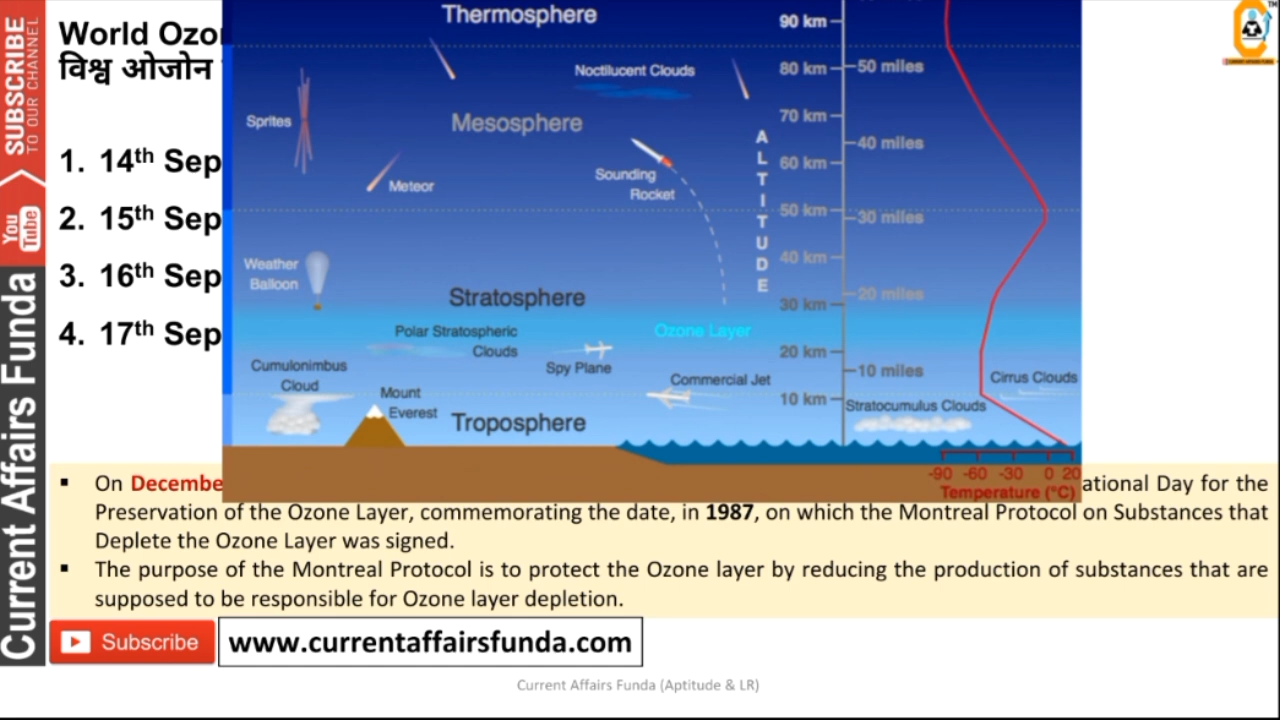 SUBSCRIBE
TO OUR CHANNEL
You
Tube
Current Affairs Funda
World Ozo
विश्व ओजोन
1. 14th Sep
2. 15th Sep
3. 16th Sep
4. 17th Sep
Thermosphere
Noctilucent Clouds
Sprites
Mesosphere
Meteor
Sounding
Rocket
Weather
Balloon
Stratosphere
Polar Stratospheric
Clouds
Ozone Layer
Spy Plane
Cumulonimbus
Cloud
Commercial Jet
Mount
Everest
Troposphere
Cirrus Clouds
Stratocumulus Clouds
ALTITUDE
90 km
80 km
70 km
60 km
50 km
40 km
30 km
20 km
10 km
50 miles
40 miles
30 miles
20 miles
10 miles
-90 -60 -30 0 20
Temperature (°C)
TM
CURRENT AFFAIRS FUNDA
▪ On Decembe
ational Day for the
Preservation of the Ozone Layer, commemorating the date, in 1987, on which the Montreal Protocol on Substances that
Deplete the Ozone Layer was signed.
▪ The purpose of the Montreal Protocol is to protect the Ozone layer by reducing the production of substances that are
supposed to be responsible for Ozone layer depletion.
Subscribe
www.currentaffairsfunda.com
Current Affairs Funda (Aptitude & LR)